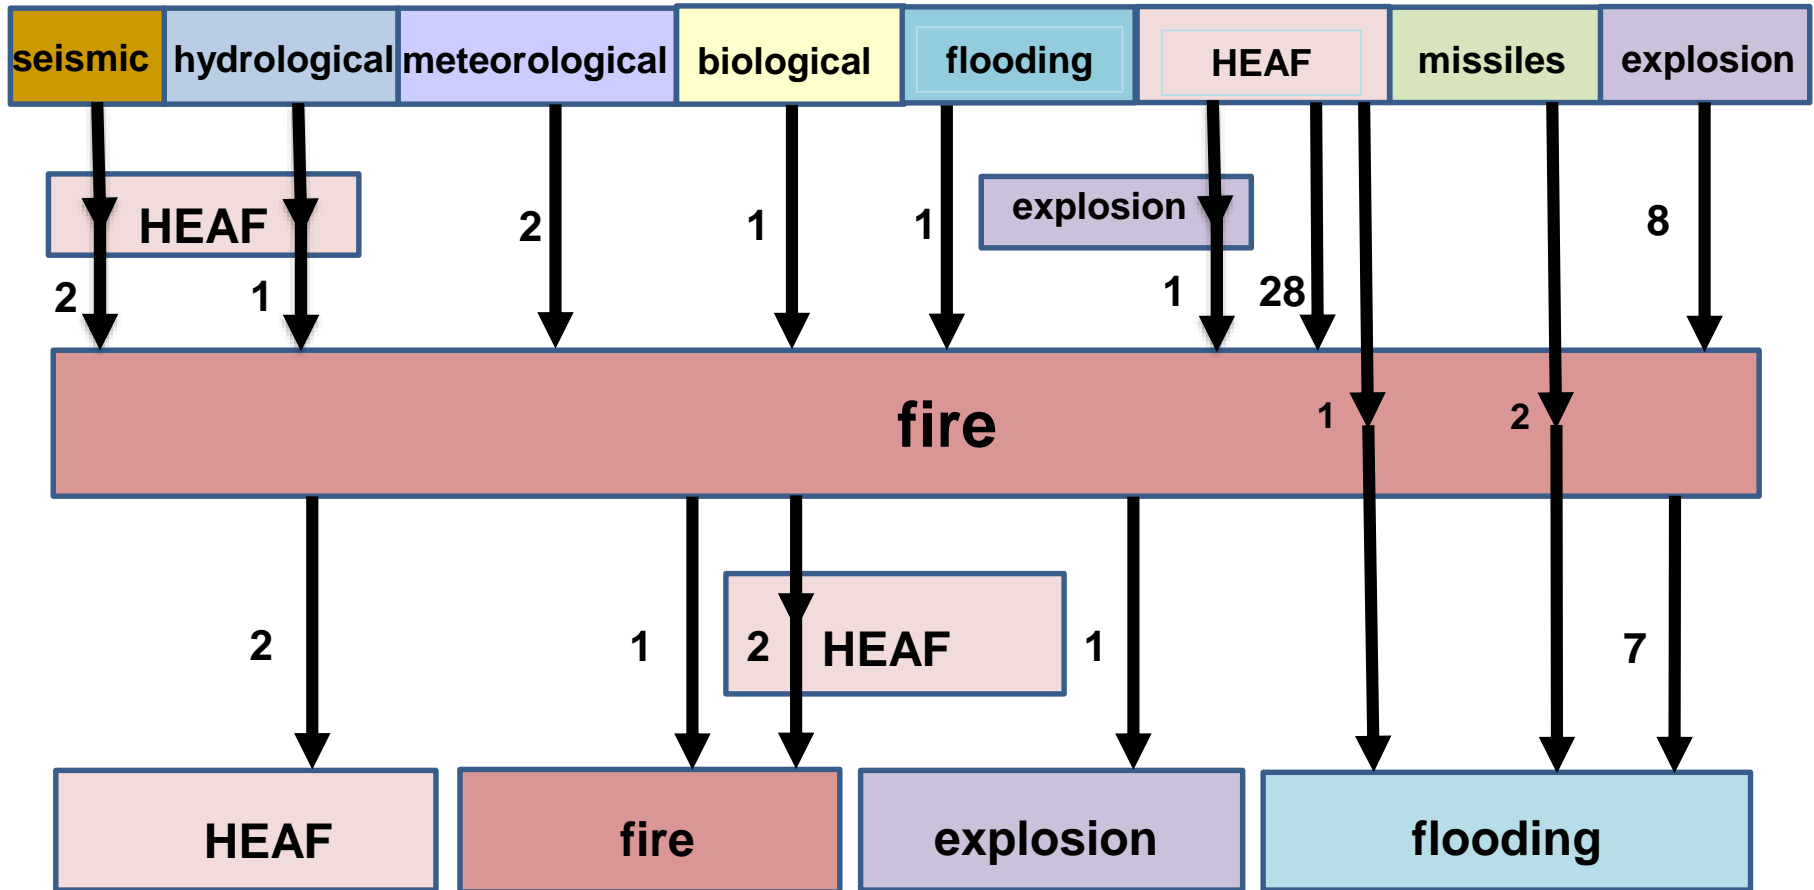 seismic hydrological meteorological biological flooding HEAF missiles explosion
HEAF explosion
2 1 1 8
2 1 1 28
fire 1 2
HEAF
2 1 2 1 7
HEAF fire explosion flooding